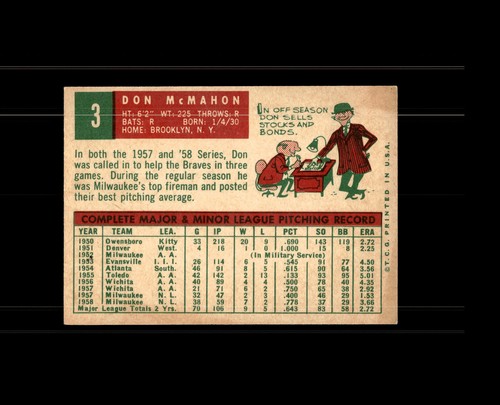 3
DON McMAHON
HT: 6'2" WT: 225 THROWS: R
BATS: R BORN: 1/4/30
HOME: BROOKLYN, N. Y.
IN OFF SEASON
DON SELLS
STOCKS AND
BONDS.
In both the 1957 and '58 Series, Don
was called in to help the Braves in three
games. During the regular season he
was Milwaukee's top fireman and posted
their best pitching average.
COMPLETE MAJOR & MINOR LEAGUE PITCHING RECORD
YEAR TEAM LEA. G IP W L PCT SO BB ERA
1950 Owensboro Kitty 33 218 20 9 .690 143 119 2.72
1951 Denver West. 4 16 1 0 1.000 15 8 2.25
1952 Milwaukee A. A. (In Military Service)
1953 Evansville I. I. I. 26 114 6 5 .545 91 77 4.50
1954 Atlanta South. 46 91 8 5 .615 90 64 3.56
1955 Toledo A. A. 42 83 2 .575 5.01
1956 Wichita A. A. 40 89 4 4 .500 58 40 4.35
1957 Wichita A. A. 21 71 .750 65 38 2.92
1957 Milwaukee N. L. 32 47 2 3 .400 46 29 1.53
1958 Milwaukee N. L. 38 59 7 2 .778 37 29 3.66
Major League Totals 2 Yrs. 70 106 9 5 .643 83 58 2.72
© T.C.G. PRINTED IN U.S.A.